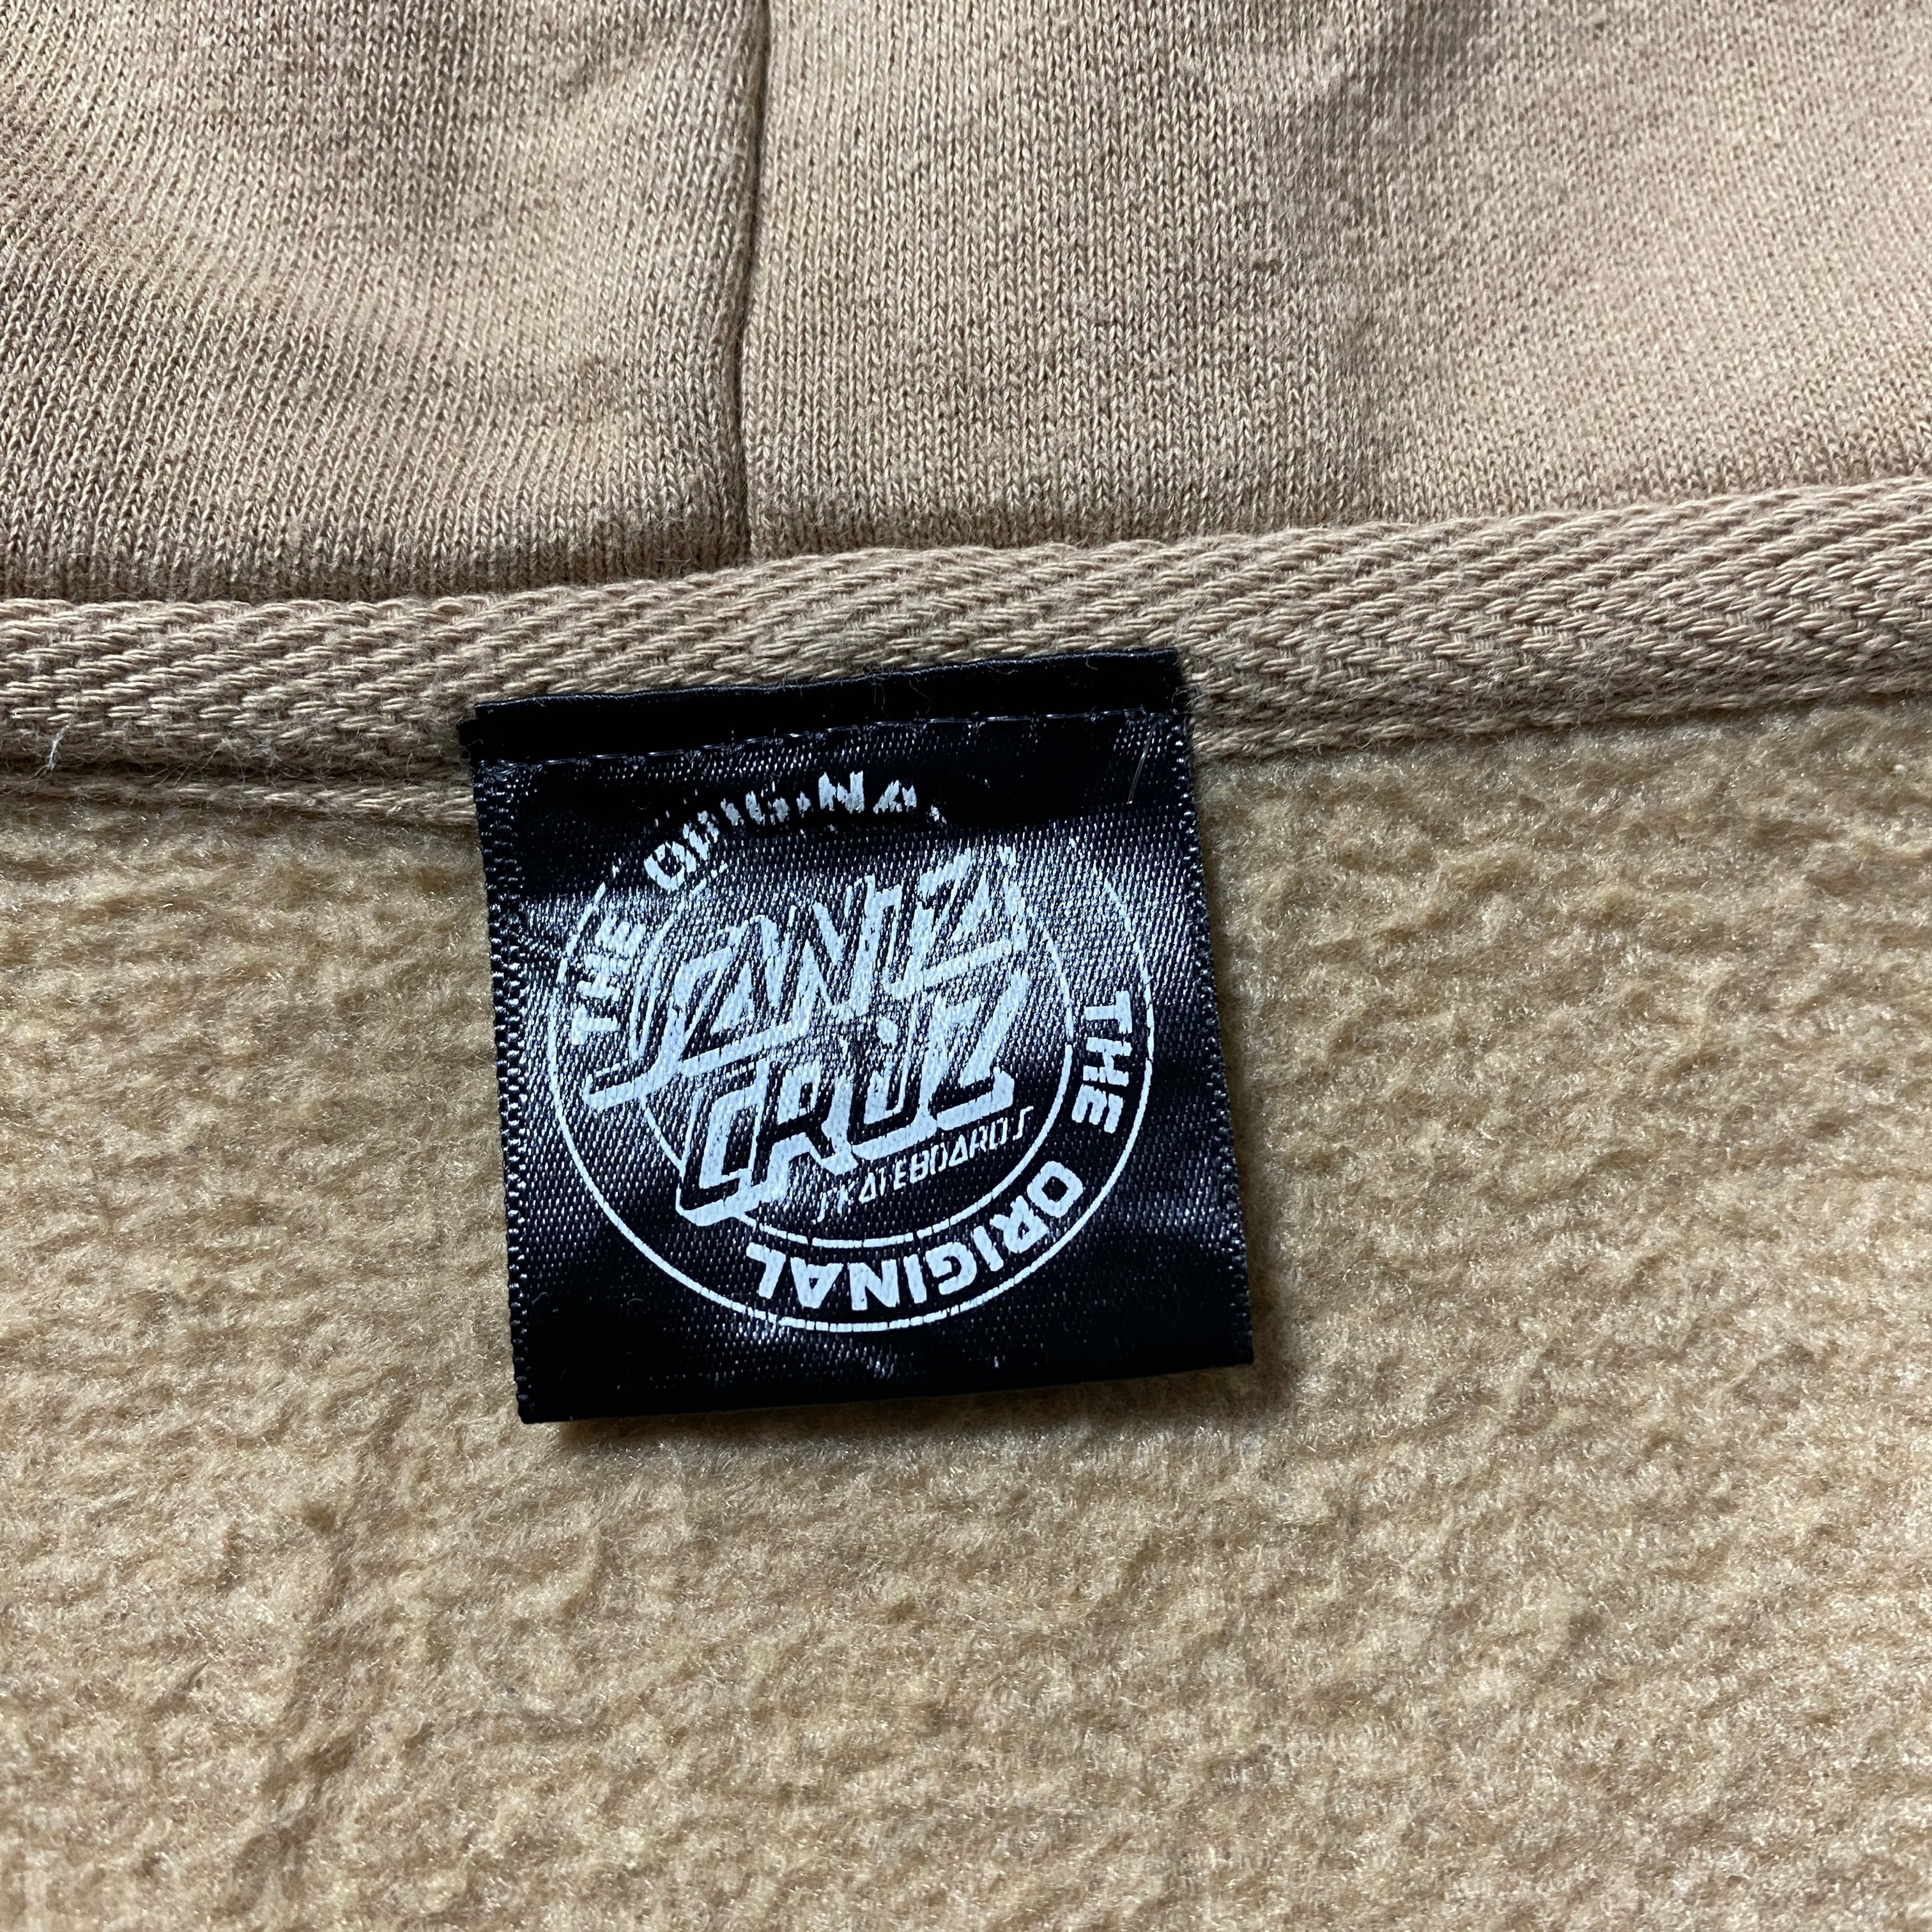 THE ORIGINAL
SANTA
CRUZ
SKATEBOARDS
THE ORIGINAL